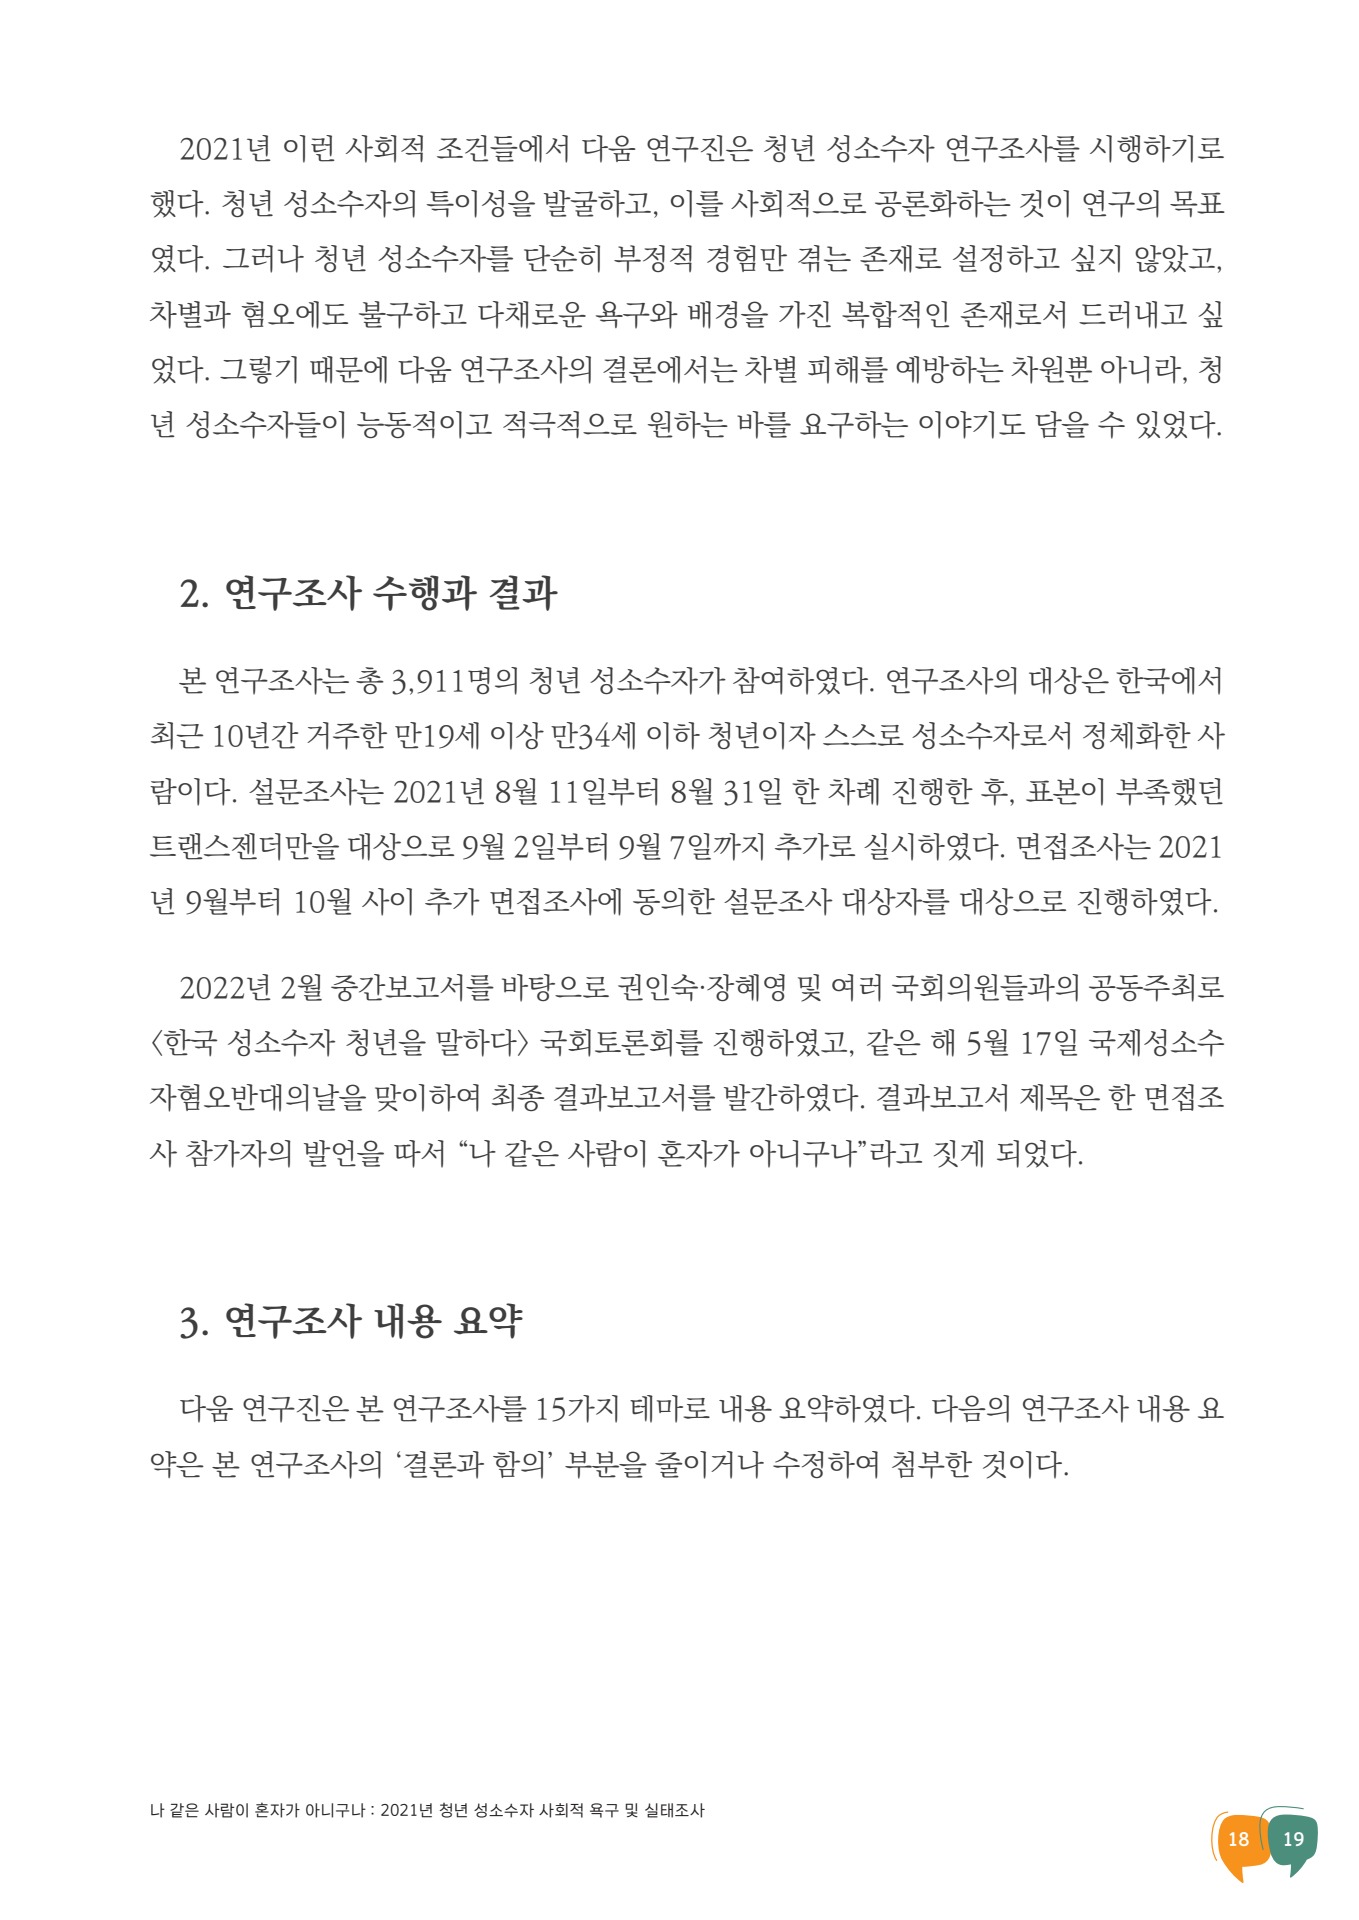 2021년 이런 사회적 조건들에서 다움 연구진은 청년 성소수자 연구조사를 시행하기로
했다. 청년 성소수자의 특이성을 발굴하고, 이를 사회적으로 공론화하는 것이 연구의 목표
였다. 그러나 청년 성소수자를 단순히 부정적 경험만 겪는 존재로 설정하고 싶지 않았고,
차별과 혐오에도 불구하고 다채로운 욕구와 배경을 가진 복합적인 존재로서 드러내고 싶
었다. 그렇기 때문에 다움 연구조사의 결론에서는 차별 피해를 예방하는 차원뿐 아니라, 청
년 성소수자들이 능동적이고 적극적으로 원하는 바를 요구하는 이야기도 담을 수 있었다.
2. 연구조사 수행과 결과
본 연구조사는 총 3,911명의 청년 성소수자가 참여하였다. 연구조사의 대상은 한국에서
최근 10년간 거주한 만19세 이상 만34세 이하 청년이자 스스로 성소수자로서 정체화한 사
람이다. 설문조사는 2021년 8월 11일부터 8월 31일 한 차례 진행한 후, 표본이 부족했던
트랜스젠더만을 대상으로 9월 2일부터 9월 7일까지 추가로 실시하였다. 면접조사는 2021
년 9월부터 10월 사이 추가 면접조사에 동의한 설문조사 대상자를 대상으로 진행하였다.
2022년 2월 중간보고서를 바탕으로 권인숙·장혜영 및 여러 국회의원들과의 공동주최로
〈한국 성소수자 청년을 말하다〉 국회토론회를 진행하였고, 같은 해 5월 17일 국제성소수
자혐오반대의날을 맞이하여 최종 결과보고서를 발간하였다. 결과보고서 제목은 한 면접조
사 참가자의 발언을 따서 “나 같은 사람이 혼자가 아니구나”라고 짓게 되었다.
3. 연구조사 내용 요약
다움 연구진은 본 연구조사를 15가지 테마로 내용 요약하였다. 다음의 연구조사 내용 요
약은 본 연구조사의 ‘결론과 함의’ 부분을 줄이거나 수정하여 첨부한 것이다.
나 같은 사람이 혼자가 아니구나 : 2021년 청년 성소수자 사회적 욕구 및 실태조사
18 19